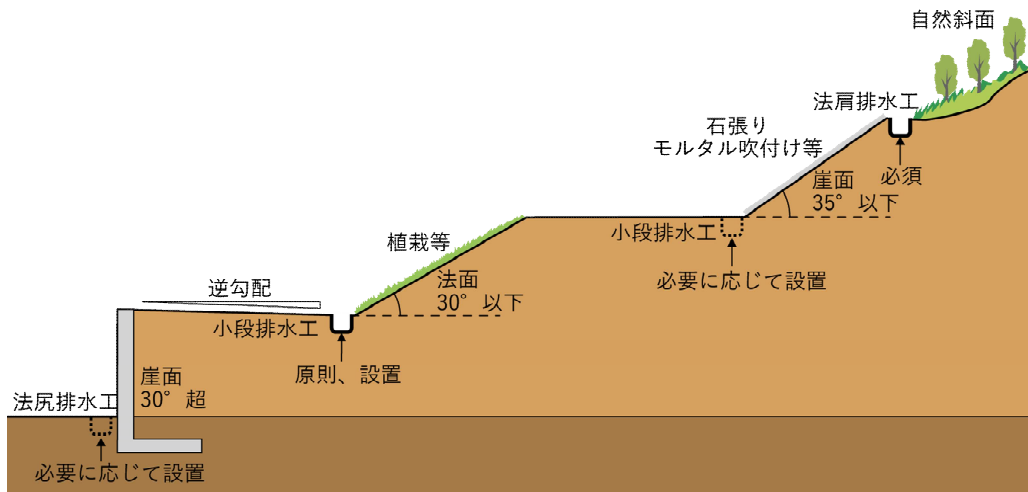 自然斜面
法肩排水工
石張り
モルタル吹付け等
必須
崖面
35°以下
小段排水工
必要に応じて設置
植栽等
法面
30°以下
逆勾配
小段排水工
原則、設置
崖面
30°超
法尻排水工
必要に応じて設置